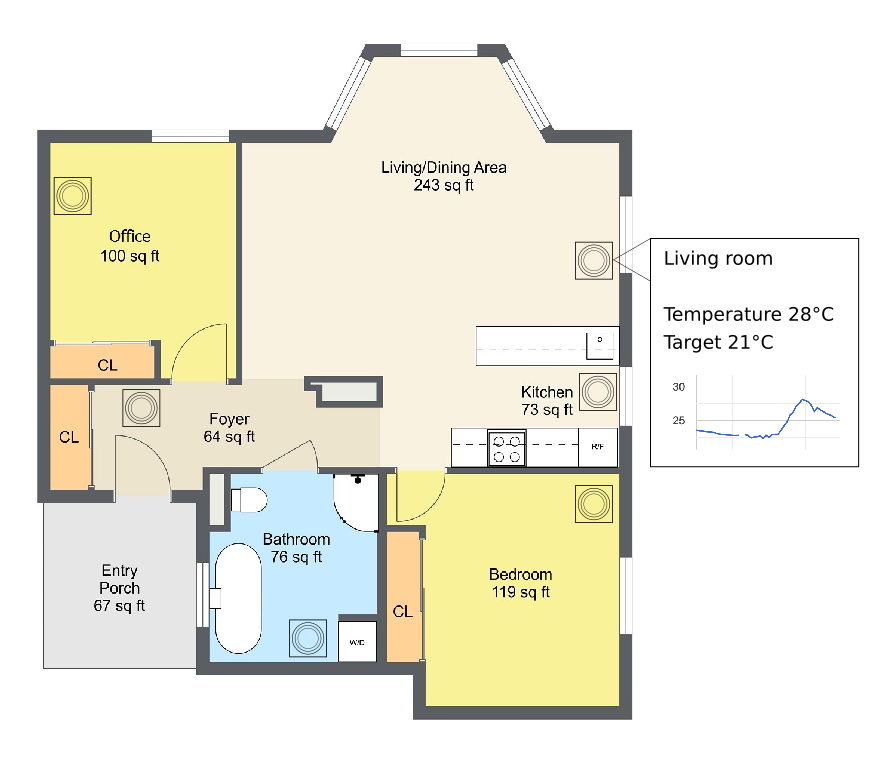 Living/Dining Area
243 sq ft
Office
100 sq ft
Living room
Temperature 28°C
Target 21°C
30
25
CL
Kitchen
73 sq ft
Foyer
64 sq ft
CL
R/F
Bathroom
76 sq ft
Entry
Porch
67 sq ft
Bedroom
119 sq ft
CL
W/D